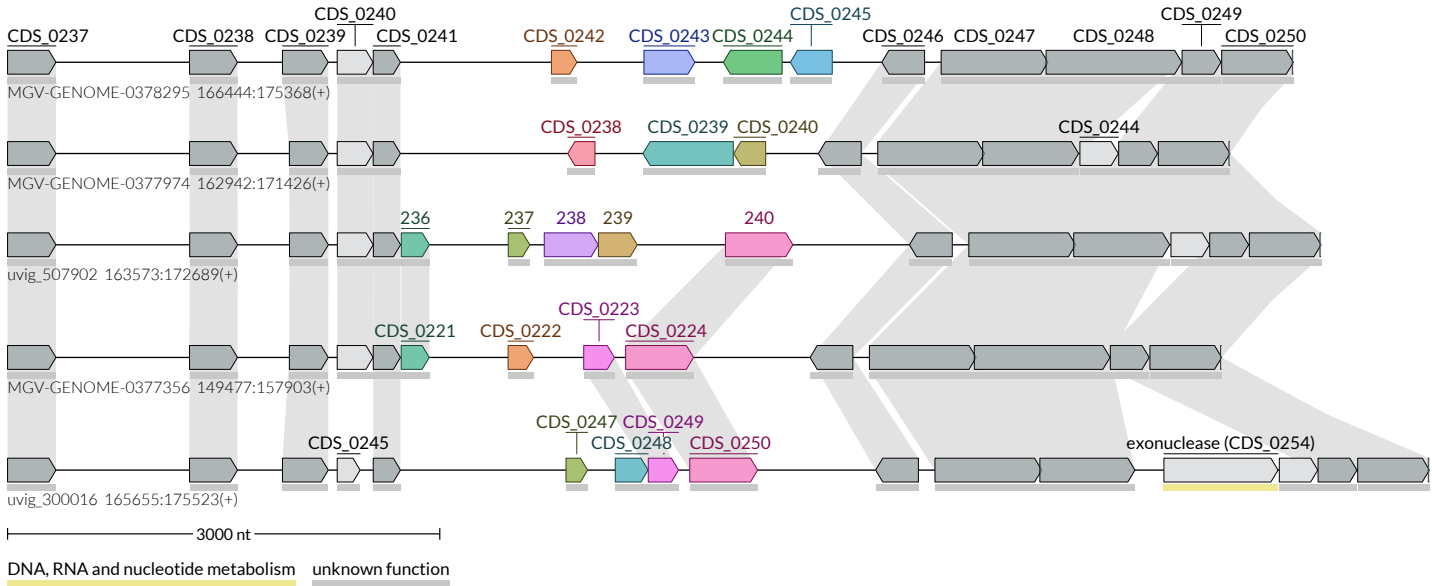 CDS_0240 CDS_0249
CDS_0245
CDS_0237 CDS_0238 CDS_0239 CDS_0241 CDS_0242 CDS_0243 CDS_0244 CDS_0246 CDS_0247 CDS_0248 CDS_0250
MGV-GENOME-0378295 166444:175368(+)
CDS_0238 CDS_0239 CDS_0240 CDS_0244
MGV-GENOME-0377974 162942:171426(+)
236 237 238 239 240
uvig_507902 163573:172689(+)
CDS_0223
CDS_0221 CDS_0222 CDS_0224
MGV-GENOME-0377356 149477:157903(+)
CDS_0247 CDS_0249
CDS_0245 CDS_0248 CDS_0250 exonuclease (CDS_0254)
uvig_300016 165655:175523(+)
3000 nt
DNA, RNA and nucleotide metabolism unknown function